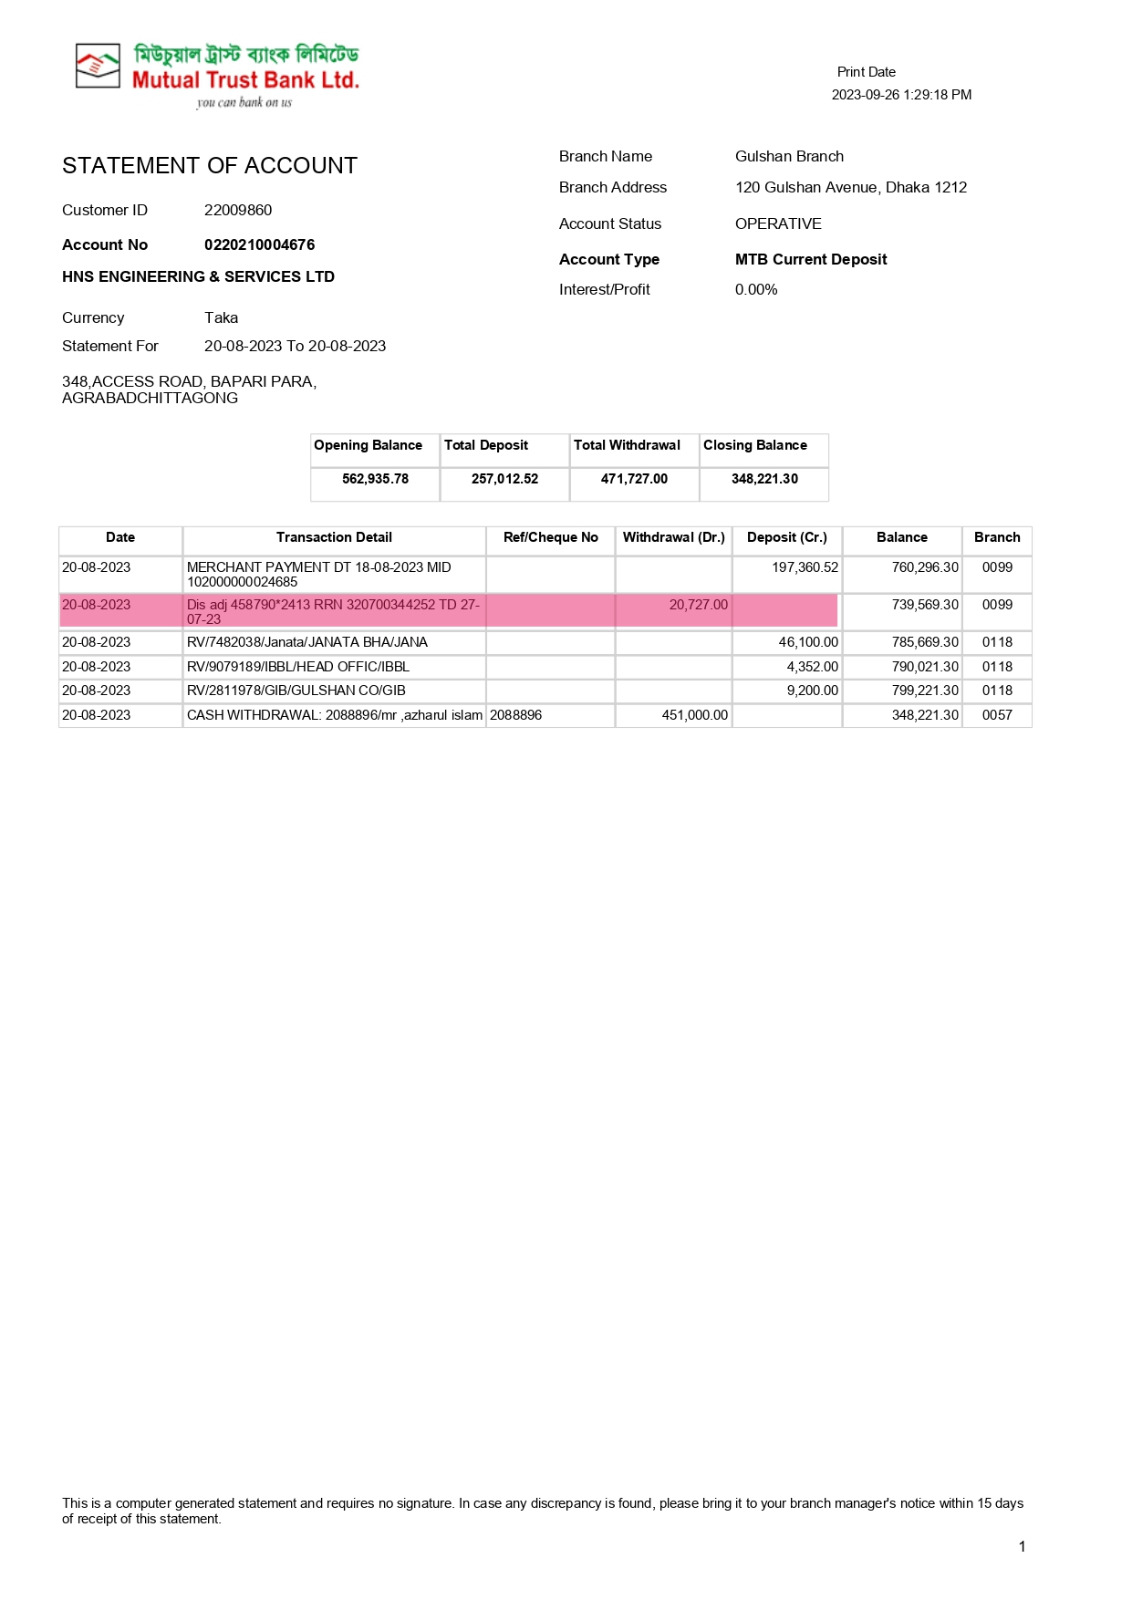 মিউচুয়াল ট্রাস্ট ব্যাংক লিমিটেড
Mutual Trust Bank Ltd.
you can bank on us
Print Date
2023-09-26 1:29:18 PM
STATEMENT OF ACCOUNT
Customer ID 22009860
Account No 0220210004676
HNS ENGINEERING & SERVICES LTD
Currency Taka
Statement For 20-08-2023 To 20-08-2023
348,ACCESS ROAD, BAPARI PARA,
AGRABADCHITTAGONG
Branch Name Gulshan Branch
Branch Address 120 Gulshan Avenue, Dhaka 1212
Account Status OPERATIVE
Account Type MTB Current Deposit
Interest/Profit 0.00%
Opening Balance Total Deposit Total Withdrawal Closing Balance
562,935.78 257,012.52 471,727.00 348,221.30
Date Transaction Detail Ref/Cheque No Withdrawal (Dr.) Deposit (Cr.) Balance Branch
20-08-2023 MERCHANT PAYMENT DT 18-08-2023 MID 197,360.52 760,296.30 0099
102000000024685
20-08-2023 Dis adj 458790*2413 RRN 320700344252 TD 27- 20,727.00 739,569.30 0099
07-23
20-08-2023 RV/7482038/Janata/JANATA BHA/JANA 46,100.00 785,669.30 0118
20-08-2023 RV/9079189/IBBL/HEAD OFFIC/IBBL 4,352.00 790,021.30 0118
20-08-2023 RV/2811978/GIB/GULSHAN CO/GIB 9,200.00 799,221.30 0118
20-08-2023 CASH WITHDRAWAL: 2088896/mr ,azharul islam 2088896 451,000.00 348,221.30 0057
This is a computer generated statement and requires no signature. In case any discrepancy is found, please bring it to your branch manager's notice within 15 days
of receipt of this statement.
1